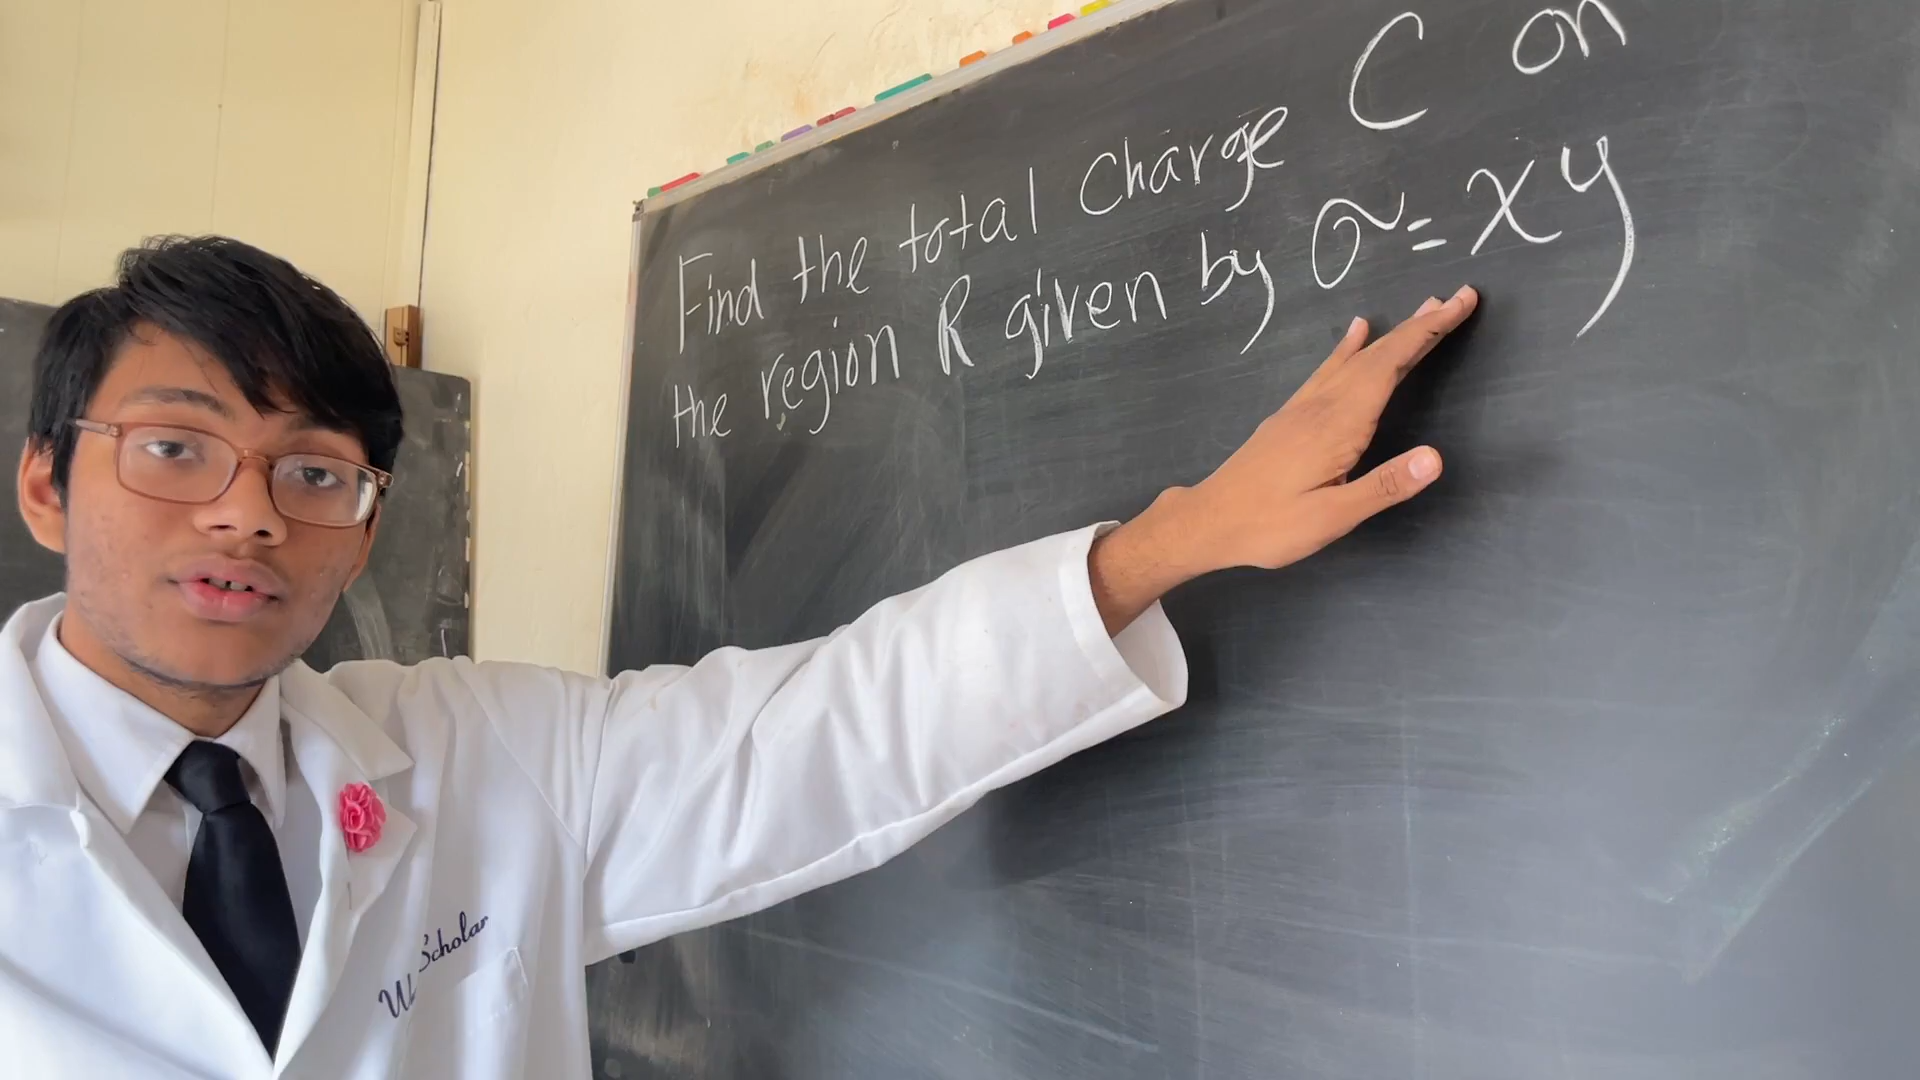 Find the total Charge C on
the region R given by σ = xy
Scholar